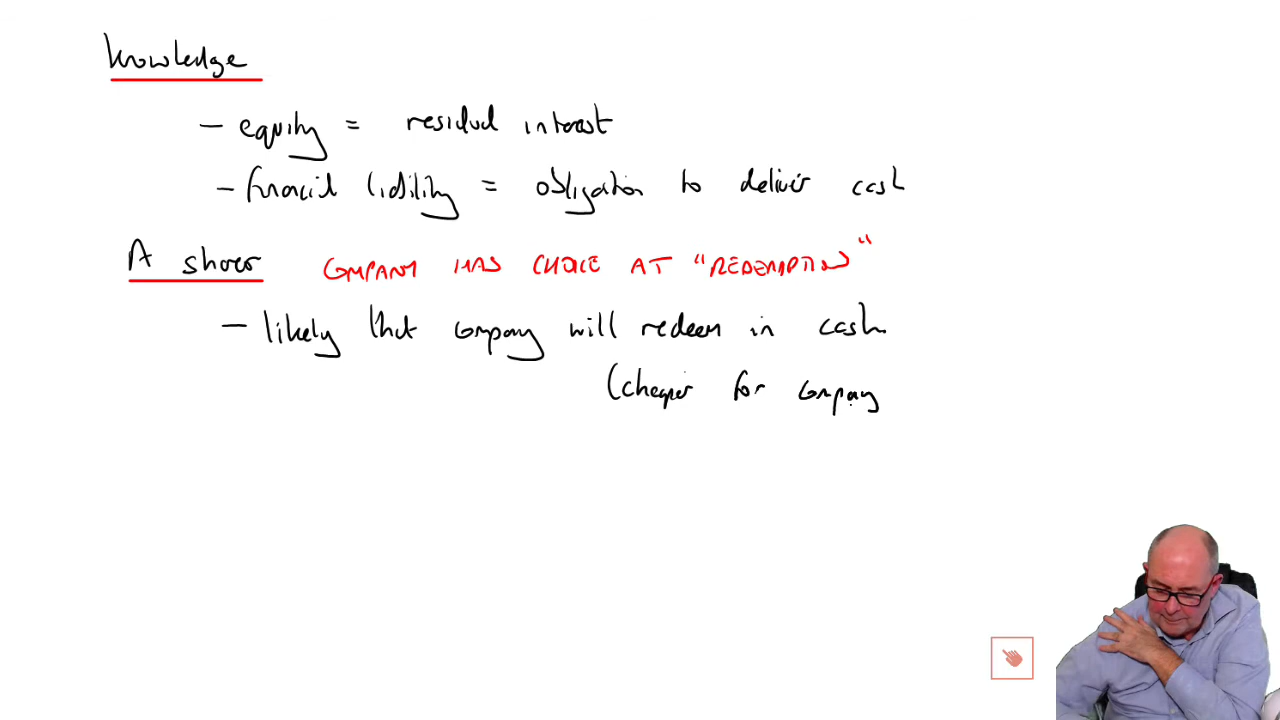 Knowledge
- equity = residual interest
- financial liability = obligation to deliver cash
A shares COMPANY HAS CHOICE AT "REDEMPTION"
- likely that company will redeem in cash
(cheaper for company